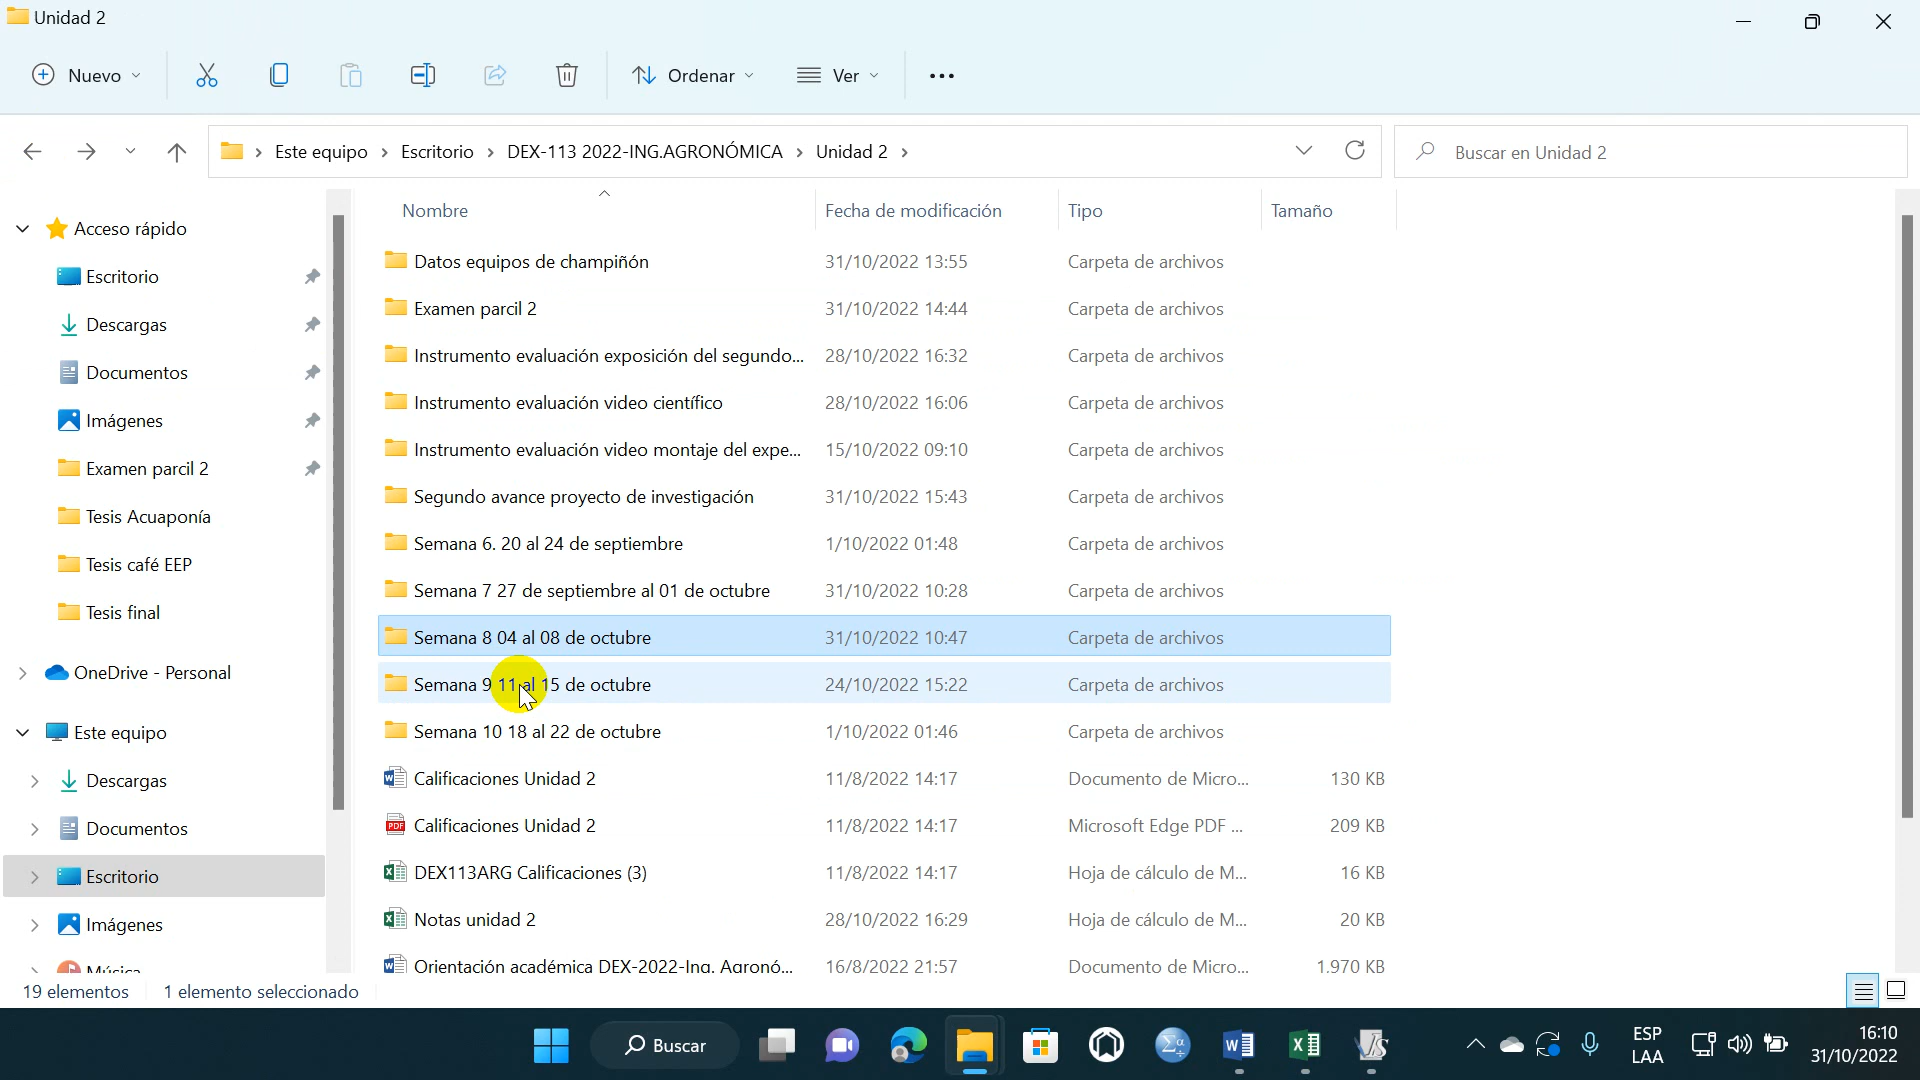 Unidad 2
Nuevo
Ordenar
Ver
Este equipo
Escritorio
DEX-113 2022-ING.AGRONÓMICA
Unidad 2
Buscar en Unidad 2
Nombre
Fecha de modificación
Tipo
Tamaño
Acceso rápido
Escritorio
Descargas
Documentos
Imágenes
Examen parcil 2
Tesis Acuaponía
Tesis café EEP
Tesis final
OneDrive - Personal
Este equipo
Descargas
Documentos
Escritorio
Imágenes
Música
Datos equipos de champiñón 31/10/2022 13:55 Carpeta de archivos
Examen parcil 2 31/10/2022 14:44 Carpeta de archivos
Instrumento evaluación exposición del segundo... 28/10/2022 16:32 Carpeta de archivos
Instrumento evaluación video científico 28/10/2022 16:06 Carpeta de archivos
Instrumento evaluación video montaje del expe... 15/10/2022 09:10 Carpeta de archivos
Segundo avance proyecto de investigación 31/10/2022 15:43 Carpeta de archivos
Semana 6. 20 al 24 de septiembre 1/10/2022 01:48 Carpeta de archivos
Semana 7 27 de septiembre al 01 de octubre 31/10/2022 10:28 Carpeta de archivos
Semana 8 04 al 08 de octubre 31/10/2022 10:47 Carpeta de archivos
Semana 9 11 al 15 de octubre 24/10/2022 15:22 Carpeta de archivos
Semana 10 18 al 22 de octubre 1/10/2022 01:46 Carpeta de archivos
Calificaciones Unidad 2 11/8/2022 14:17 Documento de Micro... 130 KB
Calificaciones Unidad 2 11/8/2022 14:17 Microsoft Edge PDF ... 209 KB
DEX113ARG Calificaciones (3) 11/8/2022 14:17 Hoja de cálculo de M... 16 KB
Notas unidad 2 28/10/2022 16:29 Hoja de cálculo de M... 20 KB
Orientación académica DEX-2022-Ing. Agronó... 16/8/2022 21:57 Documento de Micro... 1.970 KB
19 elementos
1 elemento seleccionado
Buscar
ESP
LAA
16:10
31/10/2022